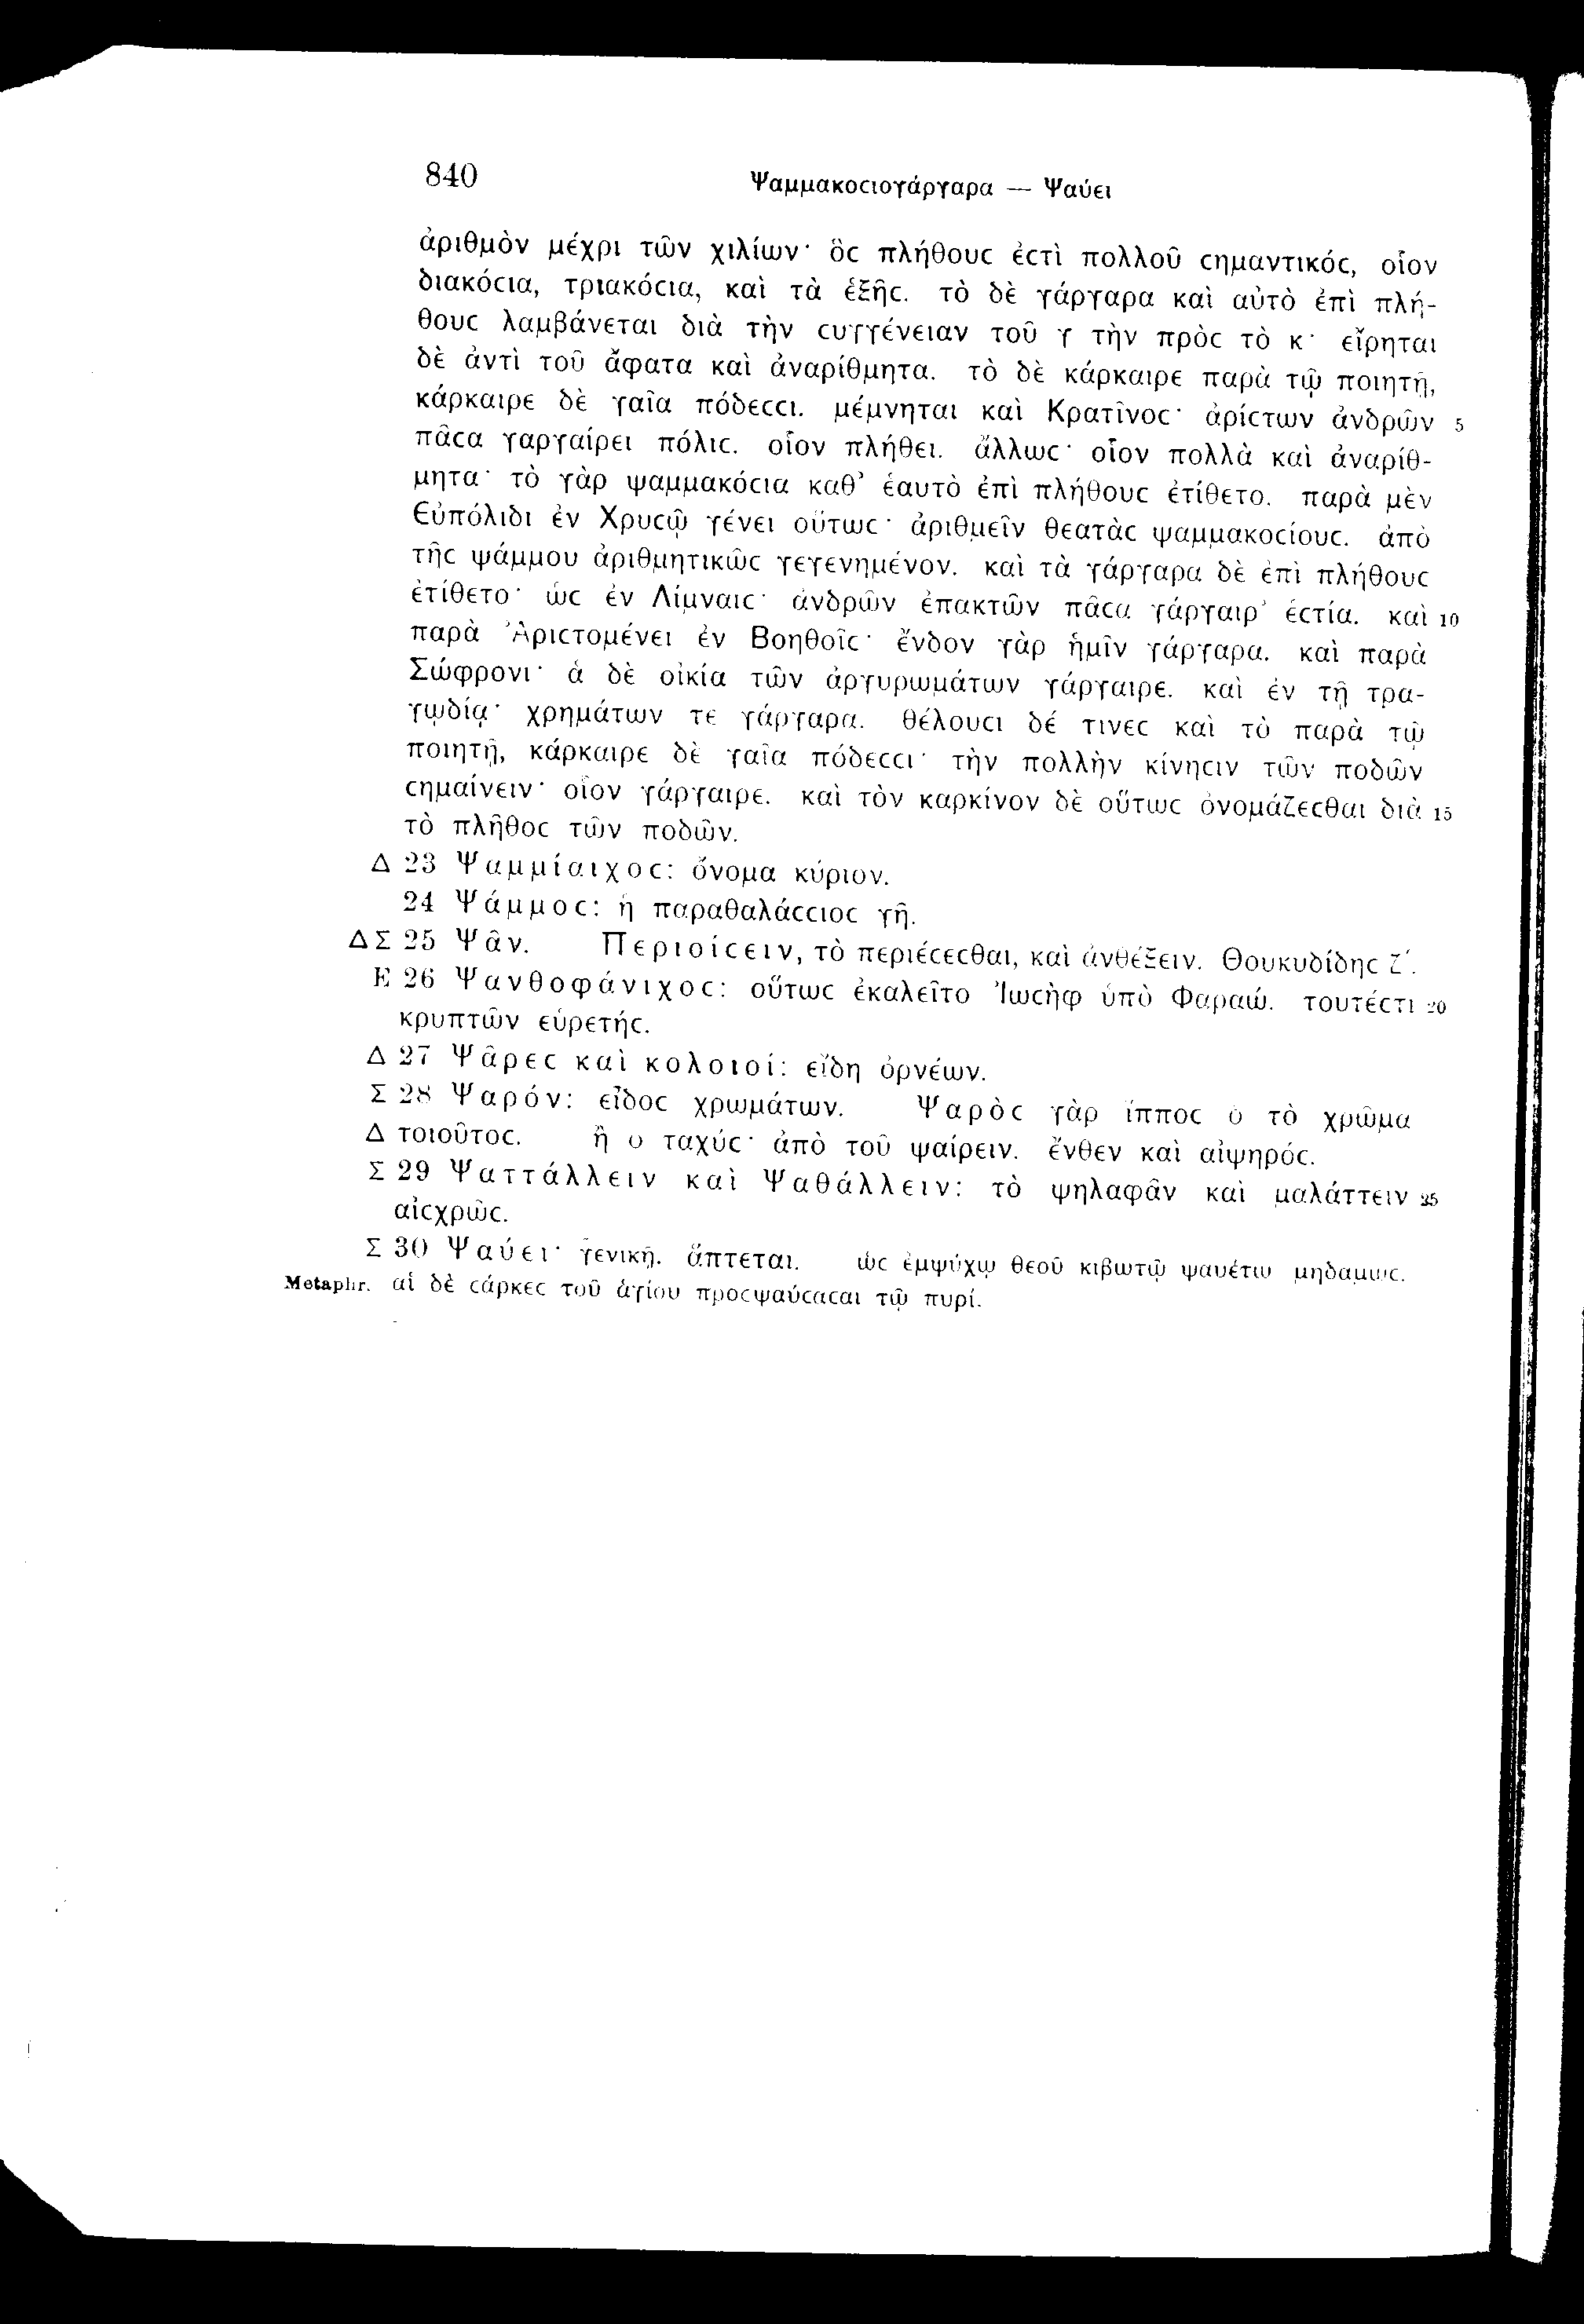 840 Ψαμμακοϲιογάργαρα — Ψαύει
ἀριθμὸν μέχρι τῶν χιλίων· ὃϲ πλήθουϲ ἐϲτὶ πολλοῦ ϲημαντικόϲ, οἷον
διακόϲια, τριακόϲια, καὶ τὰ ἑξῆϲ. τὸ δὲ γάργαρα καὶ αὐτὸ ἐπὶ πλή-
θουϲ λαμβάνεται διὰ τὴν ϲυγγένειαν τοῦ γ τὴν πρὸϲ τὸ κ· εἴρηται
δὲ ἀντὶ τοῦ ἄφατα καὶ ἀναρίθμητα. τὸ δὲ κάρκαιρε παρὰ τῷ ποιητῇ,
κάρκαιρε δὲ γαῖα πόδεϲϲι. μέμνηται καὶ Κρατῖνοϲ· ἀρίϲτων ἀνδρῶν 5
πᾶϲα γαργαίρει πόλιϲ. οἷον πλήθει. ἄλλωϲ· οἷον πολλὰ καὶ ἀναρίθ-
μητα· τὸ γὰρ ψαμμακόϲια καθ’ ἑαυτὸ ἐπὶ πλήθουϲ ἐτίθετο. παρὰ μὲν
Εὐπόλιδι ἐν Χρυϲῷ γένει οὕτωϲ· ἀριθμεῖν θεατὰϲ ψαμμακοϲίουϲ. ἀπὸ
τῆϲ ψάμμου ἀριθμητικῶϲ γεγενημένον. καὶ τὰ γάργαρα δὲ ἐπὶ πλήθουϲ
ἐτίθετο· ὡϲ ἐν Λίμναιϲ· ἀνδρῶν ἐπακτῶν πᾶϲα γάργαιρ’ ἑϲτία. καὶ 10
παρὰ Ἀριϲτομένει ἐν Βοηθοῖϲ· ἔνδον γὰρ ἡμῖν γάργαρα. καὶ παρὰ
Σώφρονι· ἁ δὲ οἰκία τῶν ἀργυρωμάτων γάργαιρε. καὶ ἐν τῇ τρα-
γῳδίᾳ· χρημάτων τε γάργαρα. θέλουϲι δέ τινεϲ καὶ τὸ παρὰ τῷ
ποιητῇ, κάρκαιρε δὲ γαῖα πόδεϲϲι· τὴν πολλὴν κίνηϲιν τῶν ποδῶν
ϲημαίνειν· οἷον γάργαιρε. καὶ τὸν καρκίνον δὲ οὕτωϲ ὀνομάζεϲθαι διὰ 15
τὸ πλῆθοϲ τῶν ποδῶν.
Δ 23 Ψαμμίαιχοϲ: ὄνομα κύριον.
24 Ψάμμοϲ: ἡ παραθαλάϲϲιοϲ γῆ.
ΔΣ 25 Ψᾶν. Περιοίϲειν, τὸ περιέϲεϲθαι, καὶ ἀνθέξειν. Θουκυδίδηϲ ζ΄.
E 26 Ψανθοφάνιχοϲ: οὕτωϲ ἐκαλεῖτο Ἰωϲὴφ ὑπὸ Φαραώ. τουτέϲτι 20
κρυπτῶν εὑρετήϲ.
Δ 27 Ψᾶρεϲ καὶ κολοιοί: εἴδη ὀρνέων.
Σ 28 Ψαρόν: εἶδοϲ χρωμάτων. Ψαρὸϲ γὰρ ἵπποϲ ὁ τὸ χρῶμα
Δ τοιοῦτοϲ. ἢ ὁ ταχύϲ· ἀπὸ τοῦ ψαίρειν. ἔνθεν καὶ αἰψηρόϲ.
Σ 29 Ψαττάλλειν καὶ Ψαθάλλειν: τὸ ψηλαφᾶν καὶ μαλάττειν 25
αἰϲχρῶϲ.
Σ 30 Ψαύει· γενικῇ. ἅπτεται. ὡϲ ἐμψύχῳ θεοῦ κιβωτῷ ψαυέτω μηδαμῶϲ.
Metaphr. αἱ δὲ ϲάρκεϲ τοῦ ἁγίου προϲψαύϲαϲαι τῷ πυρί.